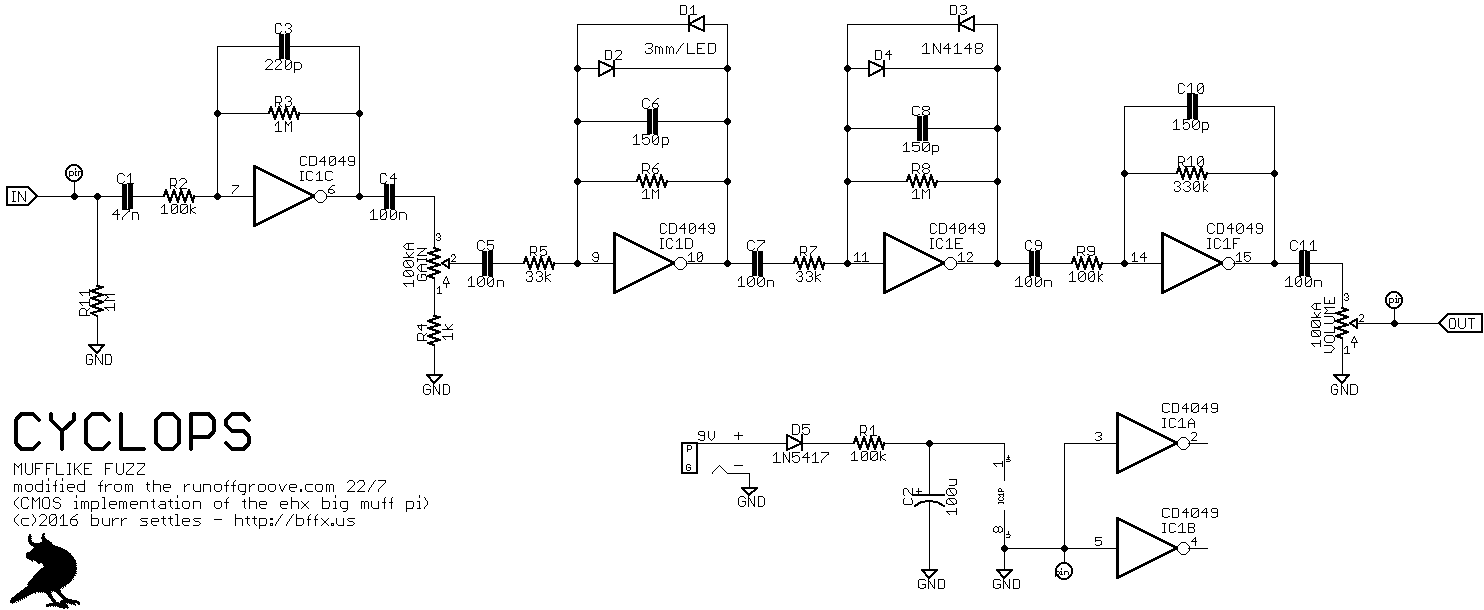 C3
220p
R3
1M
CD4049
IC1C
7
6
IN
pin
C1
47n
R2
100k
R11
1M
GND
C4
100n
3
100kA
GAIN
2
1
R4
1k
GND
C5
100n
R5
33k
D1
3mm/LED
D2
C6
150p
R6
1M
CD4049
IC1D
9
10
C7
100n
R7
33k
D3
1N4148
D4
C8
150p
R8
1M
CD4049
IC1E
11
12
C9
100n
R9
100k
C10
150p
R10
330k
CD4049
IC1F
14
15
C11
100n
3
100kA
VOLUME
2
1
GND
pin
OUT
CYCLOPS
MUFFLIKE FUZZ
modified from the runoffgroove.com 22/7
(CMOS implementation of the ehx big muff pi)
(c)2016 burr settles - http://bffx.us
P
G
9V +
-
GND
D5
1N5417
R1
100k
C2
+
100u
GND
1
IC1P
8
GND
pin
CD4049
IC1A
3
2
CD4049
IC1B
5
4